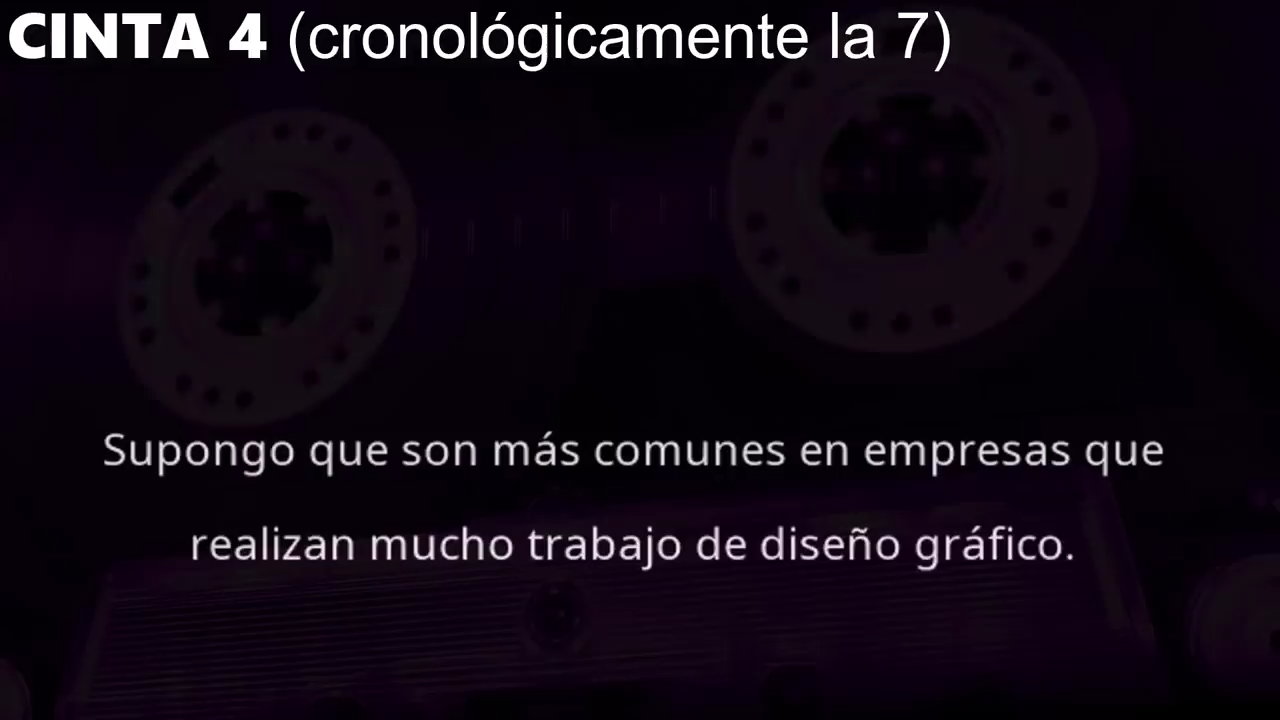 CINTA 4 (cronológicamente la 7)
Supongo que son más comunes en empresas que
realizan mucho trabajo de diseño gráfico.